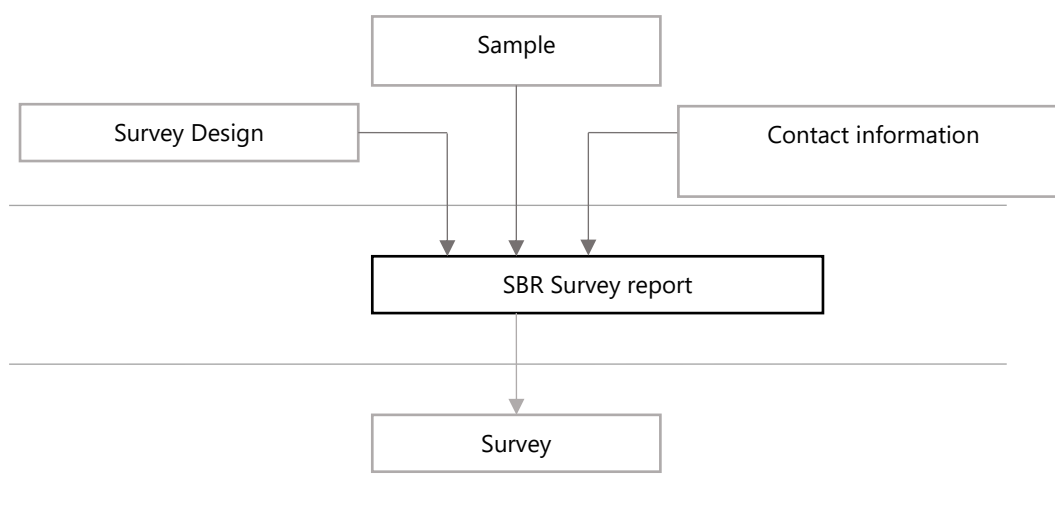 Sample
Survey Design
Contact information
SBR Survey report
Survey